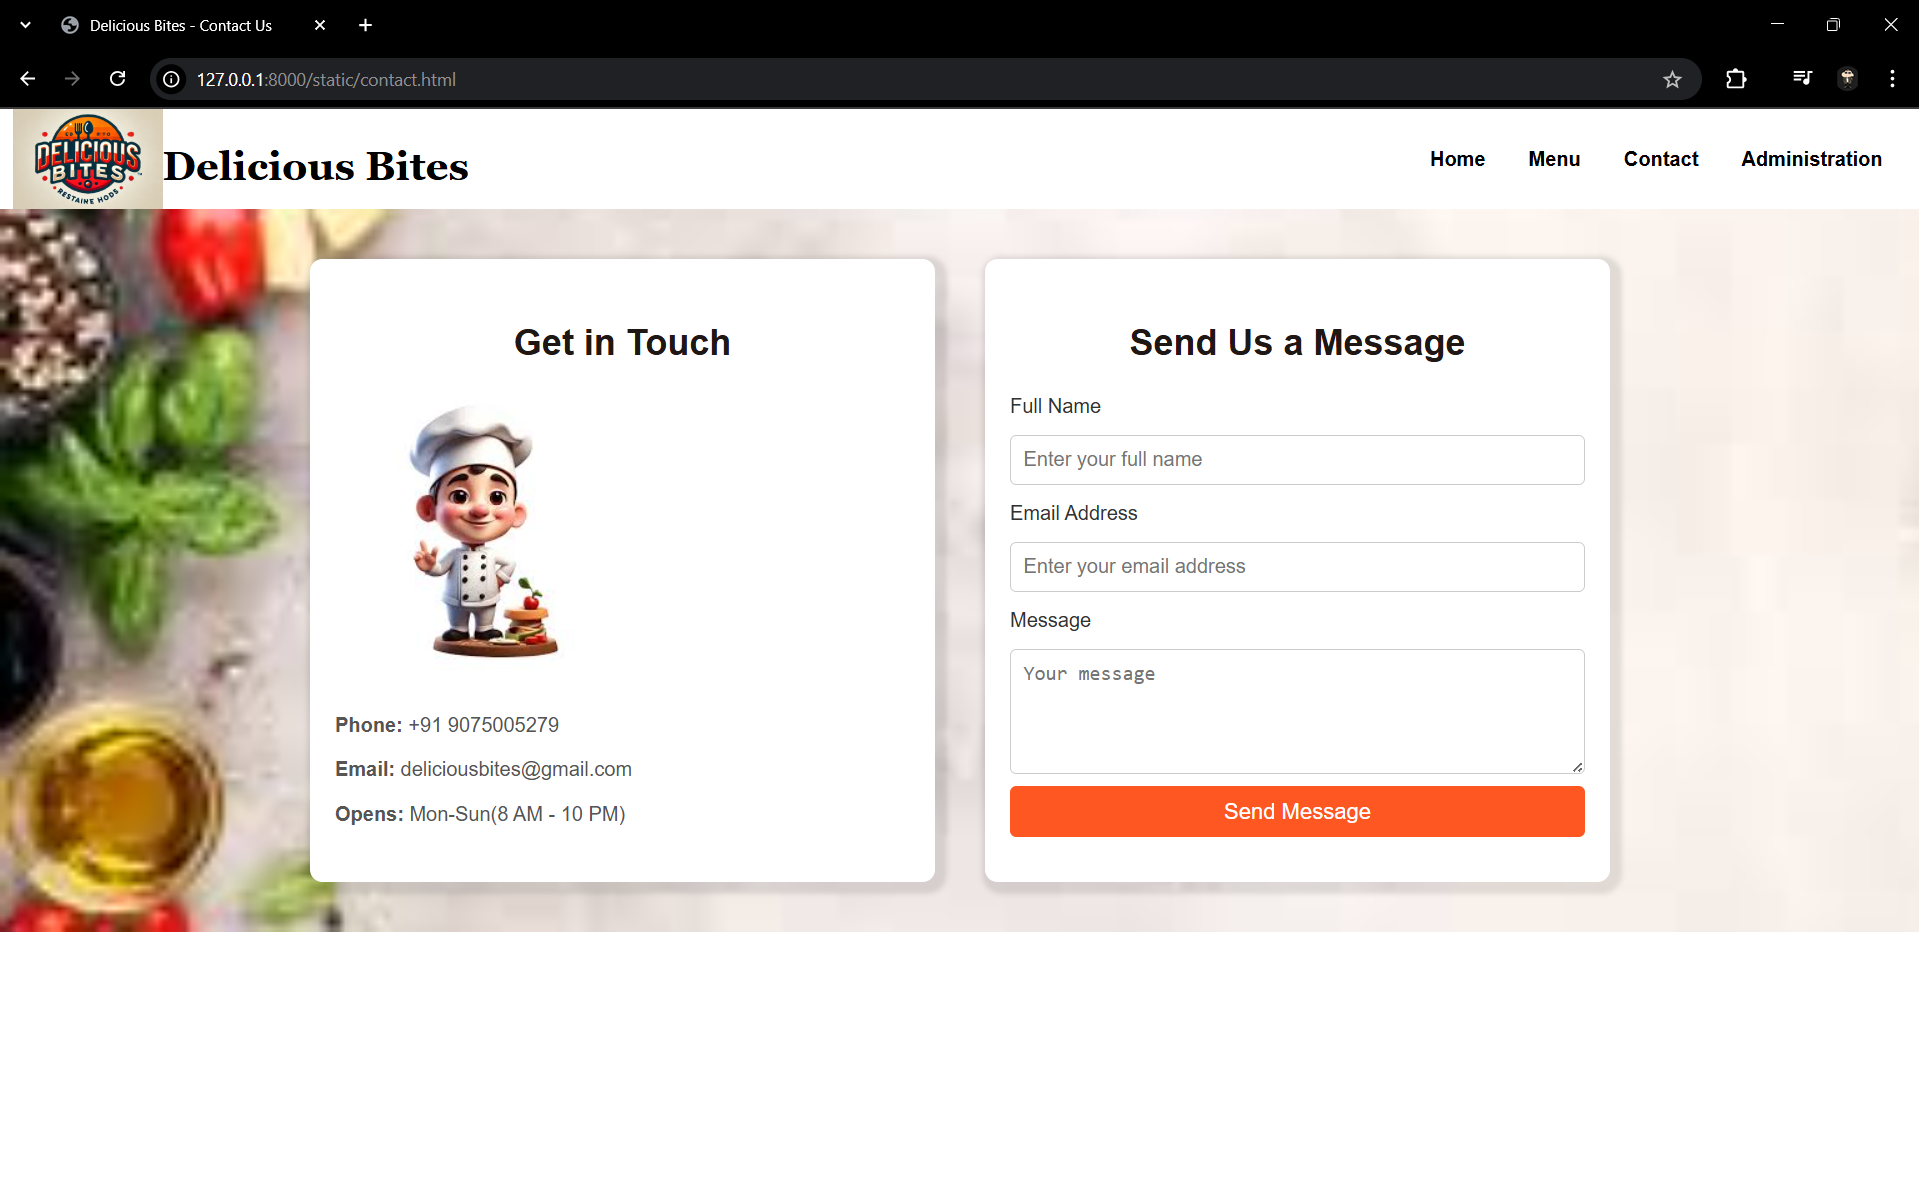 Delicious Bites - Contact Us
127.0.0.1:8000/static/contact.html
DELICIOUS
BITES
RESTAINE HODS
Delicious Bites
Home Menu Contact Administration
Get in Touch
Phone: +91 9075005279
Email: deliciousbites@gmail.com
Opens: Mon-Sun(8 AM - 10 PM)
Send Us a Message
Full Name
Enter your full name
Email Address
Enter your email address
Message
Your message
Send Message